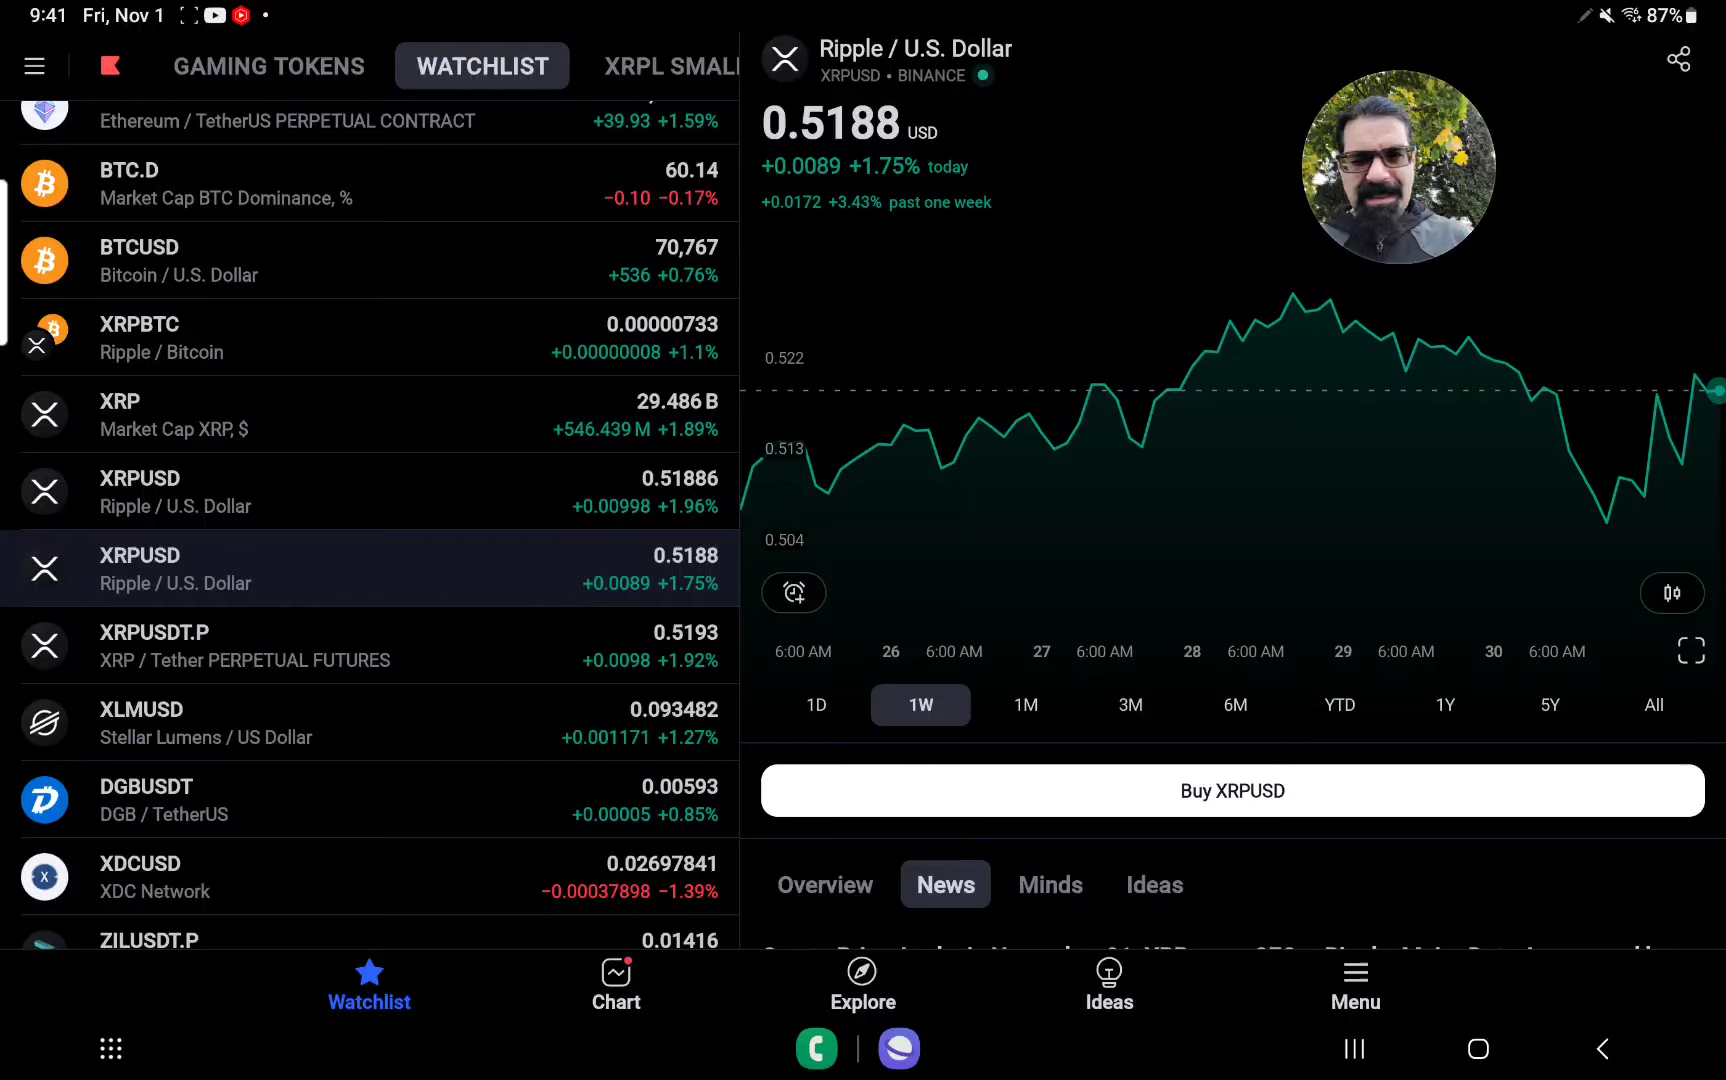 9:41 Fri, Nov 1
87%
GAMING TOKENS
WATCHLIST
Ethereum / TetherUS PERPETUAL CONTRACT
+39.93 +1.59%
BTC.D
60.14
Market Cap BTC Dominance, %
−0.10 −0.17%
BTCUSD
70,767
Bitcoin / U.S. Dollar
+536 +0.76%
XRPBTC
0.00000733
Ripple / Bitcoin
+0.00000008 +1.1%
XRP
29.486 B
Market Cap XRP, $
+546.439 M +1.89%
XRPUSD
0.51886
Ripple / U.S. Dollar
+0.00998 +1.96%
XRPUSD
0.5188
Ripple / U.S. Dollar
+0.0089 +1.75%
XRPUSDT.P
0.5193
XRP / Tether PERPETUAL FUTURES
+0.0098 +1.92%
XLMUSD
0.093482
Stellar Lumens / US Dollar
+0.001171 +1.27%
DGBUSDT
0.00593
DGB / TetherUS
+0.00005 +0.85%
XDCUSD
0.02697841
XDC Network
−0.00037898 −1.39%
ZILUSDT.P
0.01416
XRPL SMAL
Ripple / U.S. Dollar
XRPUSD • BINANCE
0.5188 USD
+0.0089 +1.75% today
+0.0172 +3.43% past one week
0.522
0.513
0.504
6:00 AM 26 6:00 AM 27 6:00 AM 28 6:00 AM 29 6:00 AM 30 6:00 AM
1D 1W 1M 3M 6M YTD 1Y 5Y All
Buy XRPUSD
Overview News Minds Ideas
Watchlist Chart Explore Ideas Menu